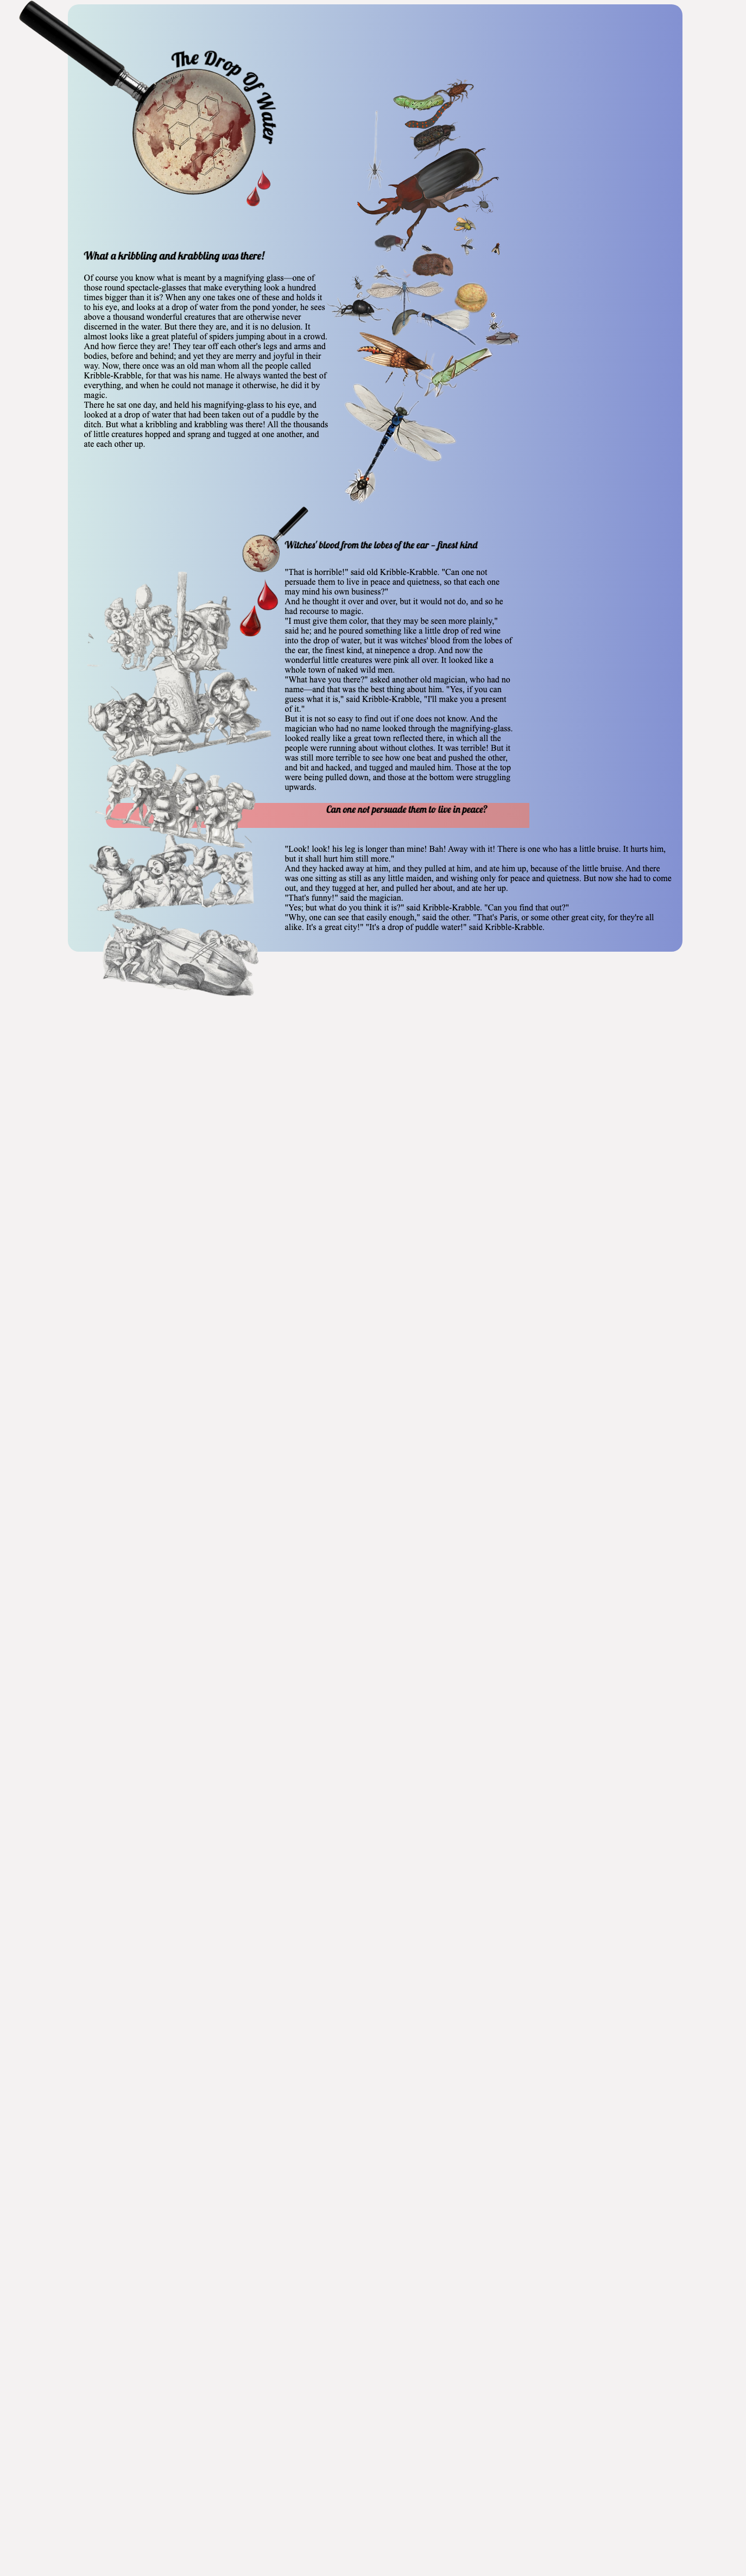 The Drop Of Water
What a kribbling and krabbling was there!
Of course you know what is meant by a magnifying glass—one of
those round spectacle-glasses that make everything look a hundred
times bigger than it is? When any one takes one of these and holds it
to his eye, and looks at a drop of water from the pond yonder, he sees
above a thousand wonderful creatures that are otherwise never
discerned in the water. But there they are, and it is no delusion. It
almost looks like a great plateful of spiders jumping about in a crowd.
And how fierce they are! They tear off each other's legs and arms and
bodies, before and behind; and yet they are merry and joyful in their
way. Now, there once was an old man whom all the people called
Kribble-Krabble, for that was his name. He always wanted the best of
everything, and when he could not manage it otherwise, he did it by
magic.
There he sat one day, and held his magnifying-glass to his eye, and
looked at a drop of water that had been taken out of a puddle by the
ditch. But what a kribbling and krabbling was there! All the thousands
of little creatures hopped and sprang and tugged at one another, and
ate each other up.
Witches' blood from the lobes of the ear – finest kind
"That is horrible!" said old Kribble-Krabble. "Can one not
persuade them to live in peace and quietness, so that each one
may mind his own business?"
And he thought it over and over, but it would not do, and so he
had recourse to magic.
"I must give them color, that they may be seen more plainly,"
said he; and he poured something like a little drop of red wine
into the drop of water, but it was witches' blood from the lobes of
the ear, the finest kind, at ninepence a drop. And now the
wonderful little creatures were pink all over. It looked like a
whole town of naked wild men.
"What have you there?" asked another old magician, who had no
name—and that was the best thing about him. "Yes, if you can
guess what it is," said Kribble-Krabble, "I'll make you a present
of it."
But it is not so easy to find out if one does not know. And the
magician who had no name looked through the magnifying-glass.
looked really like a great town reflected there, in which all the
people were running about without clothes. It was terrible! But it
was still more terrible to see how one beat and pushed the other,
and bit and hacked, and tugged and mauled him. Those at the top
were being pulled down, and those at the bottom were struggling
upwards.
Can one not persuade them to live in peace?
"Look! look! his leg is longer than mine! Bah! Away with it! There is one who has a little bruise. It hurts him,
but it shall hurt him still more."
And they hacked away at him, and they pulled at him, and ate him up, because of the little bruise. And there
was one sitting as still as any little maiden, and wishing only for peace and quietness. But now she had to come
out, and they tugged at her, and pulled her about, and ate her up.
"That's funny!" said the magician.
"Yes; but what do you think it is?" said Kribble-Krabble. "Can you find that out?"
"Why, one can see that easily enough," said the other. "That's Paris, or some other great city, for they're all
alike. It's a great city!" "It's a drop of puddle water!" said Kribble-Krabble.